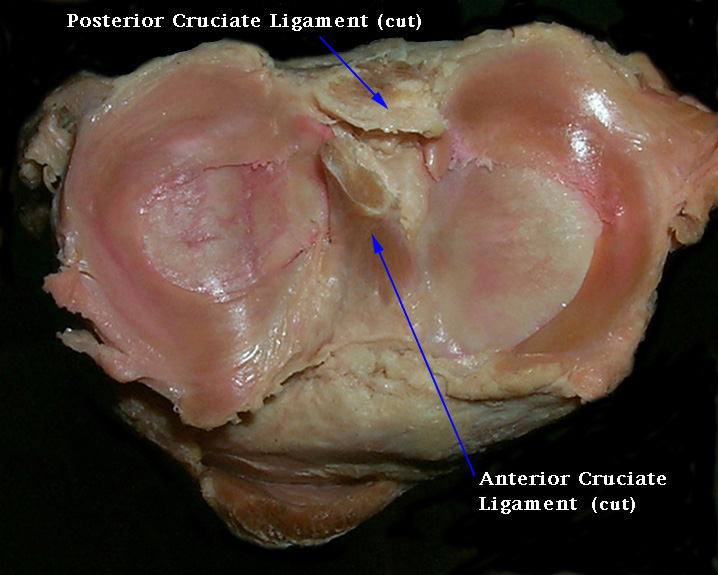 Posterior Cruciate Ligament (cut)
Anterior Cruciate
Ligament (cut)